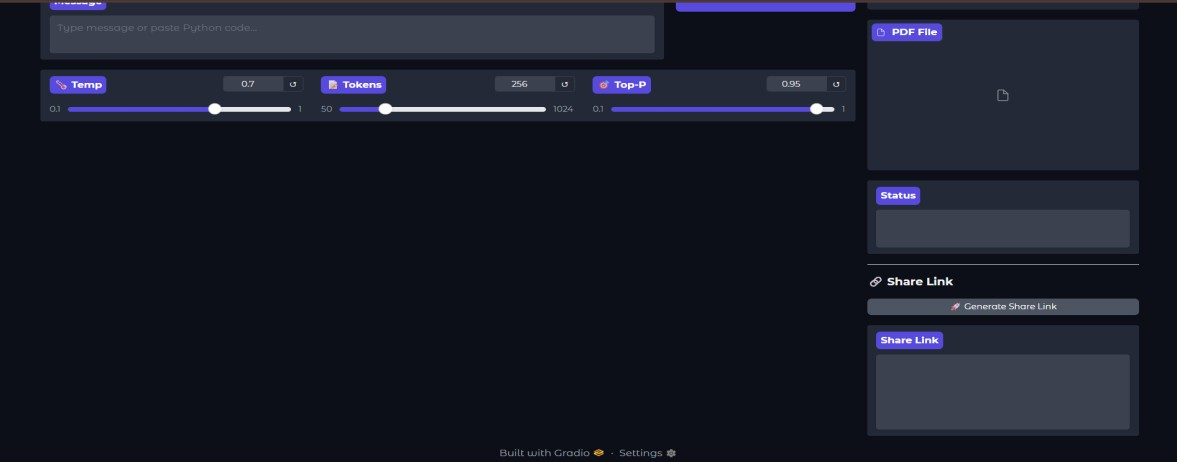 Message
Type message or paste Python code...
Temp
0.7
0.1
1
Tokens
256
50
1024
Top-P
0.95
0.1
1
PDF File
Status
Share Link
Generate Share Link
Share Link
Built with Gradio · Settings